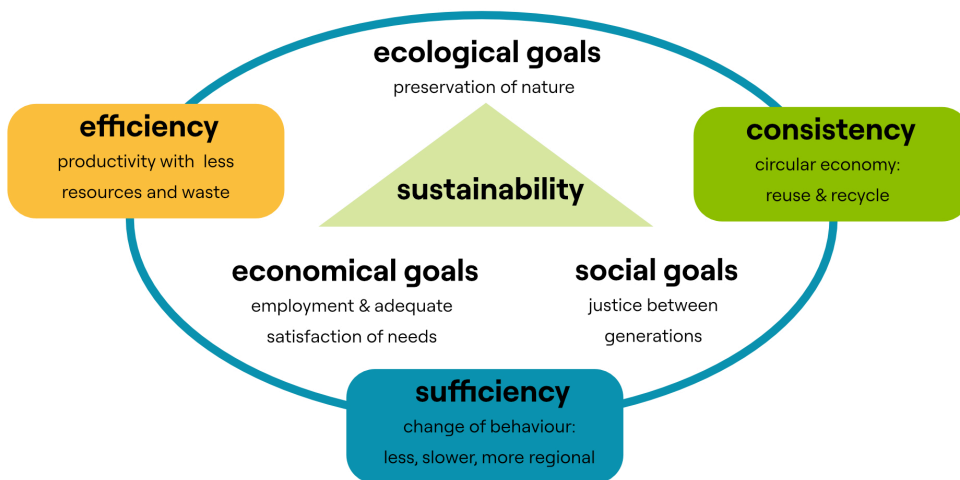 ecological goals
preservation of nature
efficiency
productivity with less
resources and waste
consistency
circular economy:
reuse & recycle
sustainability
economical goals
employment & adequate
satisfaction of needs
social goals
justice between
generations
sufficiency
change of behaviour:
less, slower, more regional